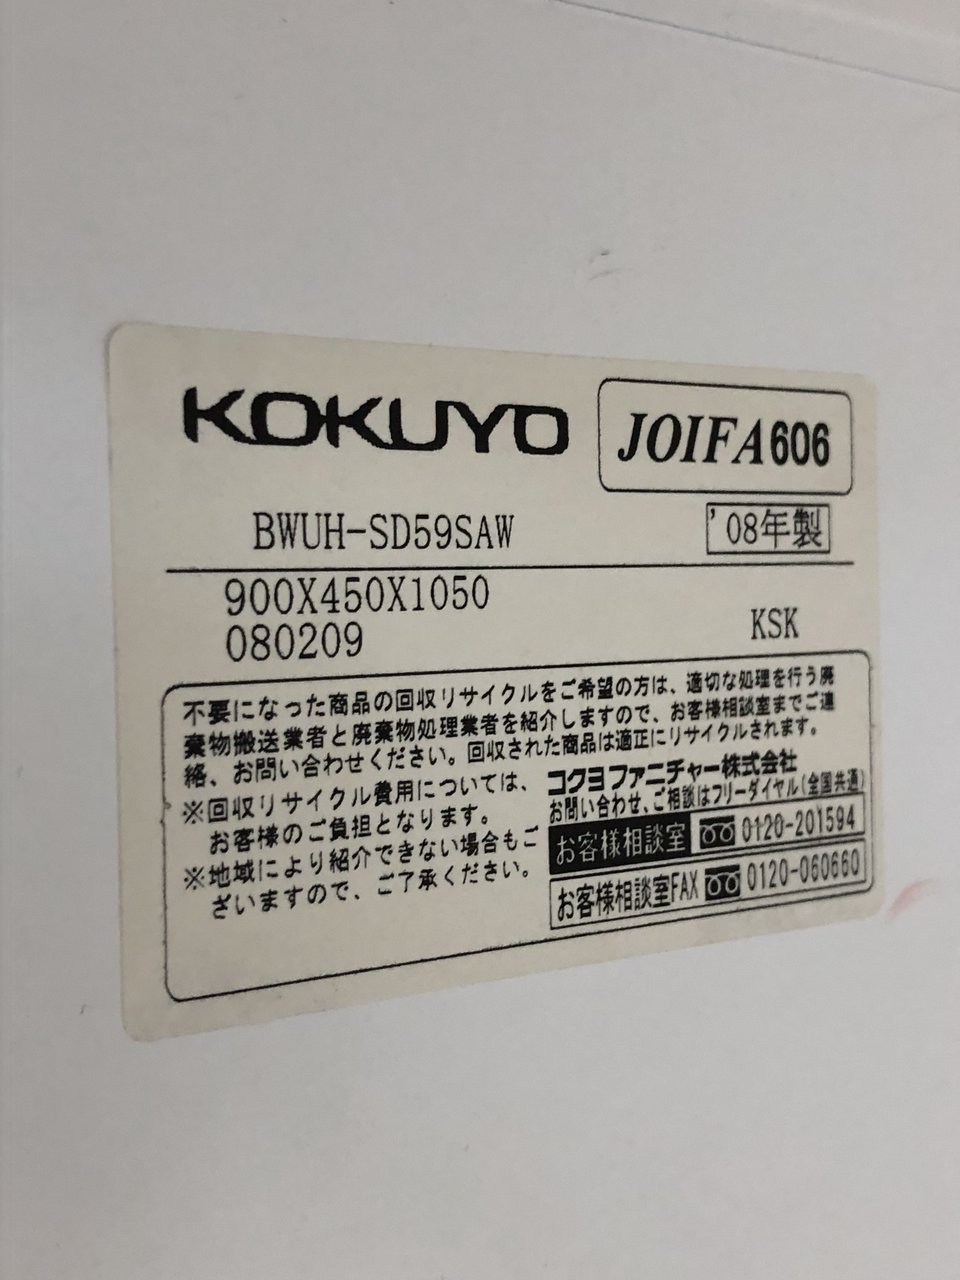 KOKUYO
JOIFA606
BWUH-SD59SAW
'08年製
900X450X1050
080209
KSK
不要になった商品の回収リサイクルをご希望の方は、適切な処理を行う廃
棄物搬送業者と廃棄物処理業者を紹介しますので、お客様相談室までご連
絡、お問い合わせください。回収された商品は適正にリサイクルされます。
※回収リサイクル費用については、
お客様のご負担となります。
※地域により紹介できない場合もご
ざいますので、ご了承ください。
コクヨファニチャー株式会社
お問い合わせ、ご相談はフリーダイヤル(全国共通)
お客様相談室 0120-201594
お客様相談室FAX 0120-060660